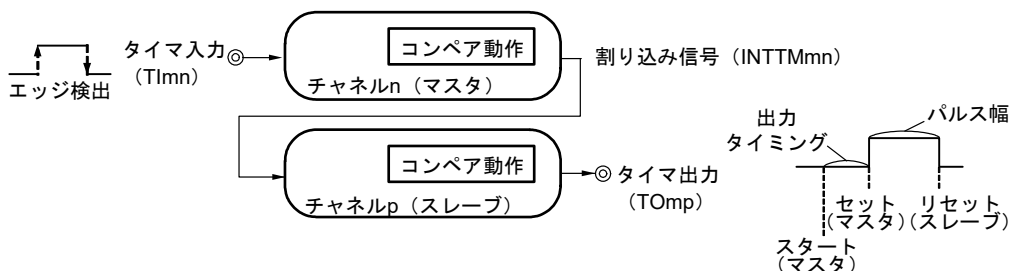 エッジ検出
タイマ入力
（TImn）
コンペア動作
チャネルn（マスタ）
割り込み信号（INTTMmn）
コンペア動作
チャネルp（スレーブ）
タイマ出力
（TOmp）
出力
タイミング
パルス幅
セット
（マスタ）
リセット
（スレーブ）
スタート
（マスタ）